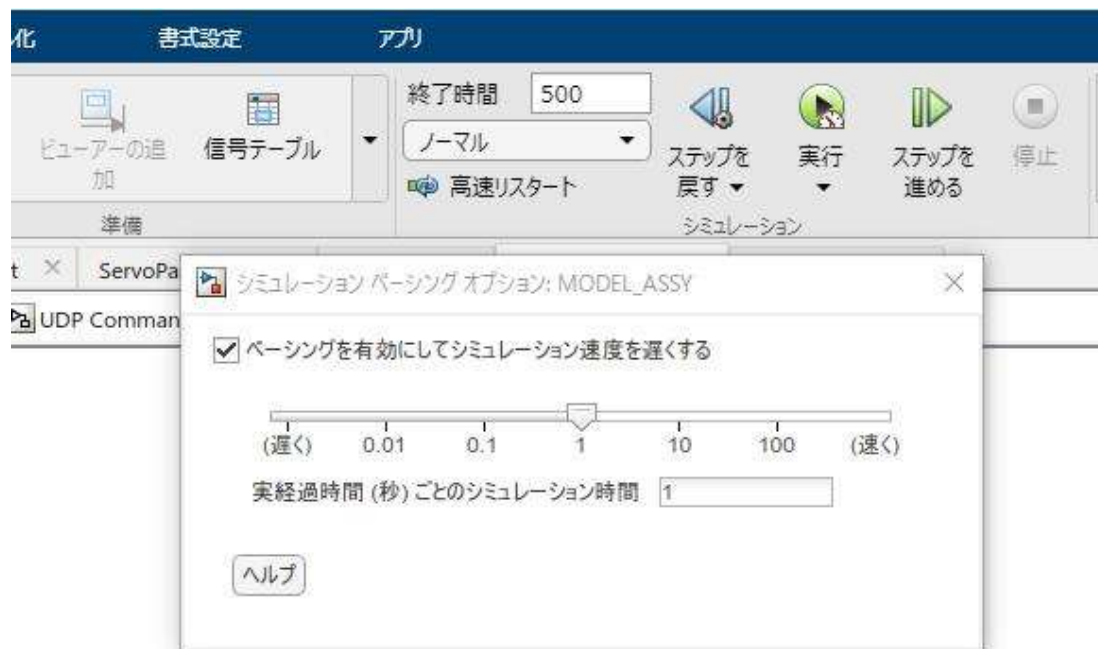 化 書式設定 アプリ
終了時間 500
ビューアーの追加
信号テーブル
ノーマル
高速リスタート
ステップを戻す
実行
ステップを進める
停止
準備
シミュレーション
t
ServoPa
シミュレーション ペーシング オプション: MODEL_ASSY
UDP Comman
ペーシングを有効にしてシミュレーション速度を遅くする
(遅く) 0.01 0.1 1 10 100 (速く)
実経過時間 (秒) ごとのシミュレーション時間 1
ヘルプ